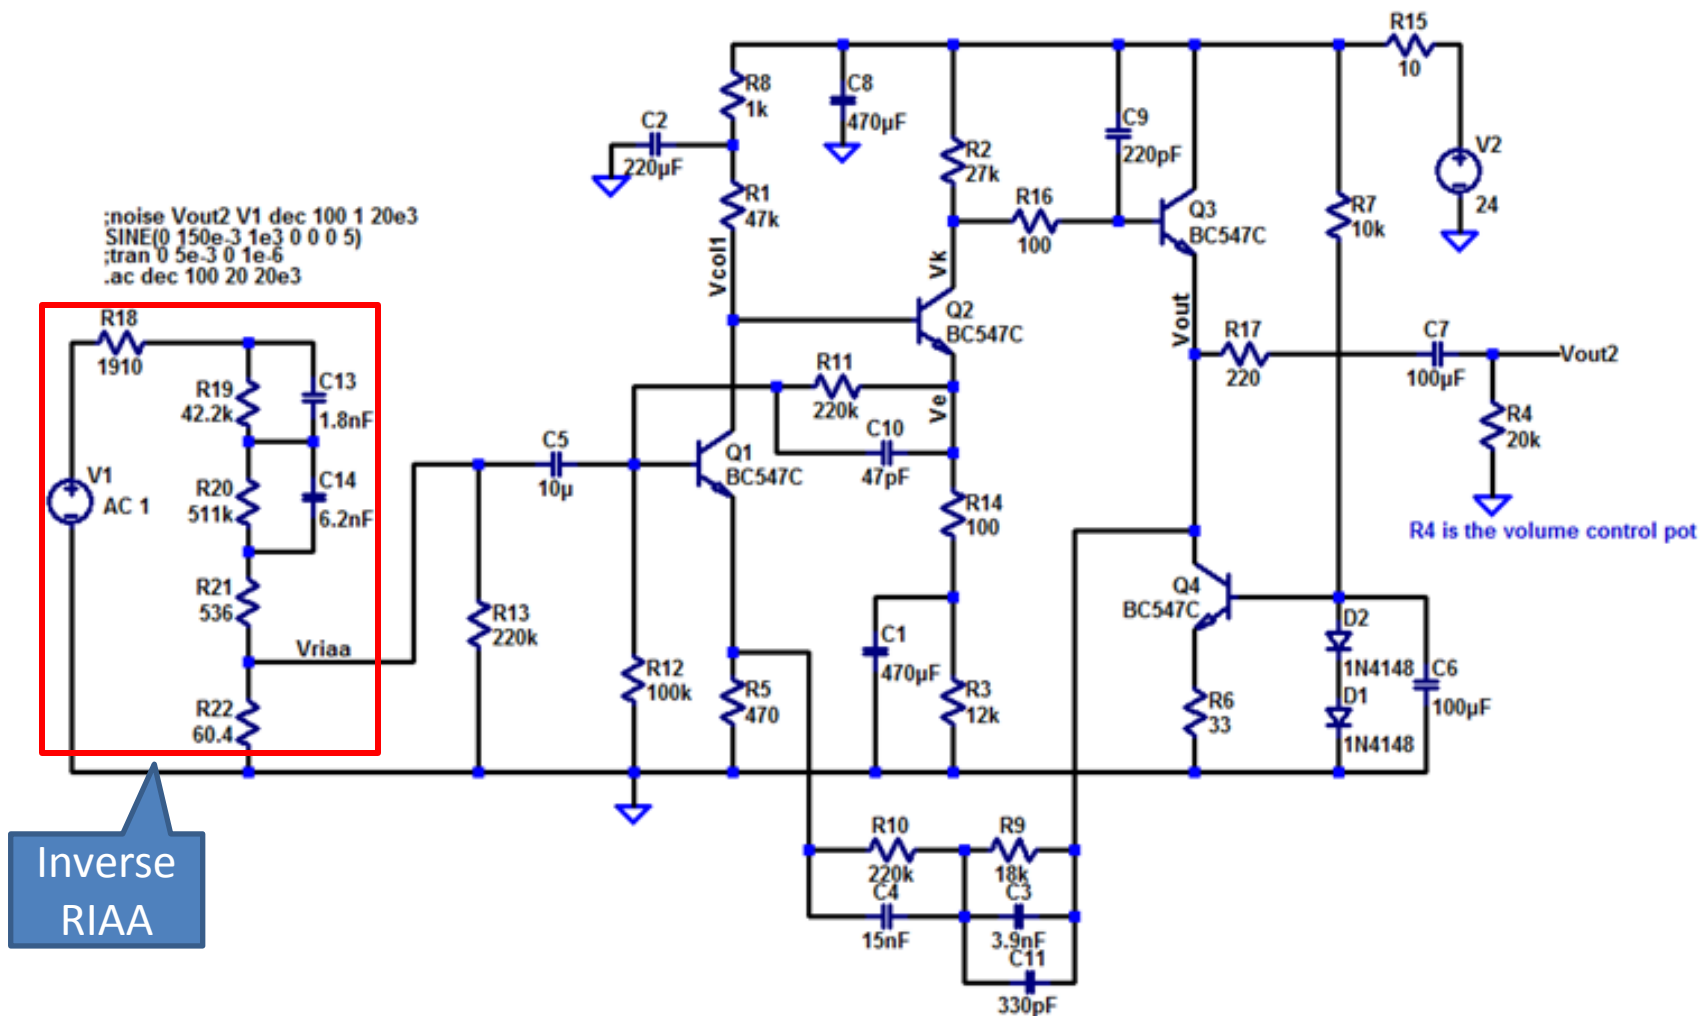 R15
10
R8
1k
C8
470µF
C2
220µF
C9
220pF
R2
27k
V2
24
R1
47k
R16
100
Q3
BC547C
R7
10k
;noise Vout2 V1 dec 100 1 20e3
SINE(0 150e-3 1e3 0 0 0 5)
;tran 0 5e-3 0 1e-6
.ac dec 100 20 20e3
Vcol1
Vk
Q2
BC547C
Vout
R17
220
C7
100µF
Vout2
R18
1910
R19
42.2k
C13
1.8nF
R11
220k
Ve
C10
47pF
R4
20k
C5
10µ
Q1
BC547C
V1
AC 1
R20
511k
C14
6.2nF
R14
100
R4 is the volume control pot
R21
536
Q4
BC547C
D2
1N4148
R13
220k
C1
470µF
Vriaa
R12
100k
R5
470
R3
12k
R6
33
D1
1N4148
C6
100µF
R22
60.4
Inverse
RIAA
R10
220k
R9
18k
C4
15nF
C3
3.9nF
C11
330pF